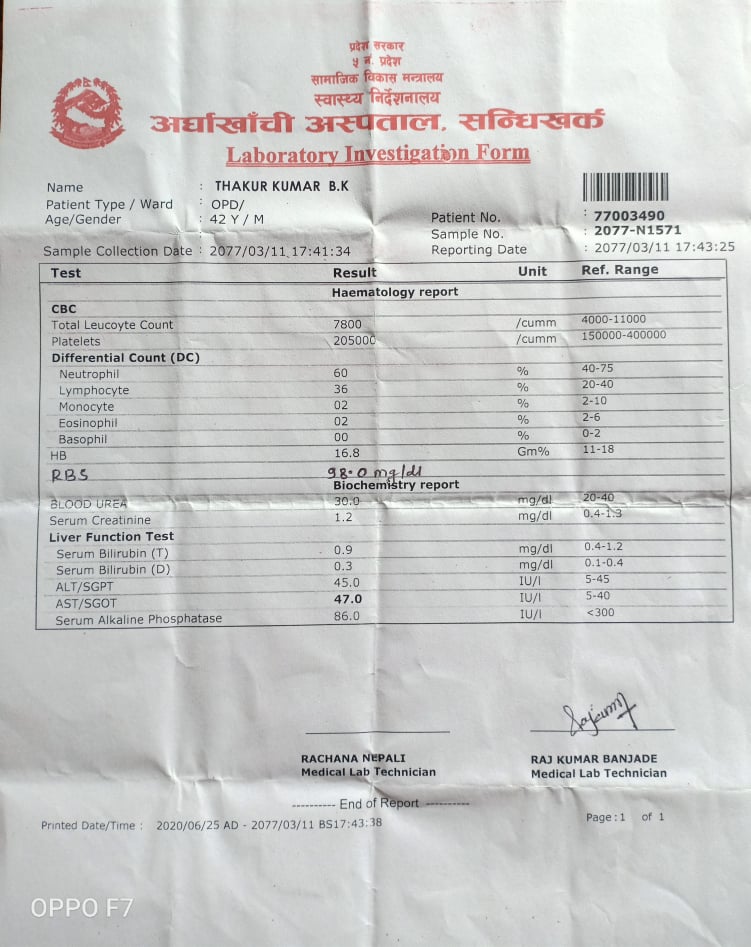 प्रदेश सरकार
५ नं. प्रदेश
सामाजिक विकास मन्त्रालय
स्वास्थ्य निर्देशनालय
अर्घाखाँची अस्पताल, सन्धिखर्क
Laboratory Investigation Form
Name : THAKUR KUMAR B.K
Patient Type / Ward : OPD/
Age/Gender : 42 Y / M
Patient No. : 77003490
Sample No. : 2077-N1571
Sample Collection Date : 2077/03/11 17:41:34
Reporting Date : 2077/03/11 17:43:25
Test Result Unit Ref. Range
Haematology report
CBC
Total Leucoyte Count 7800 /cumm 4000-11000
Platelets 205000 /cumm 150000-400000
Differential Count (DC)
Neutrophil 60 % 40-75
Lymphocyte 36 % 20-40
Monocyte 02 % 2-10
Eosinophil 02 % 2-6
Basophil 00 % 0-2
HB 16.8 Gm% 11-18
RBS 98.0 mg/dl
Biochemistry report
BLOOD UREA 30.0 mg/dl 20-40
Serum Creatinine 1.2 mg/dl 0.4-1.3
Liver Function Test
Serum Bilirubin (T) 0.9 mg/dl 0.4-1.2
Serum Bilirubin (D) 0.3 mg/dl 0.1-0.4
ALT/SGPT 45.0 IU/l 5-45
AST/SGOT 47.0 IU/l 5-40
Serum Alkaline Phosphatase 86.0 IU/l <300
RACHANA NEPALI
Medical Lab Technician
RAJ KUMAR BANJADE
Medical Lab Technician
---------- End of Report ----------
Printed Date/Time : 2020/06/25 AD - 2077/03/11 BS17:43:38
Page:1 of 1
OPPO F7